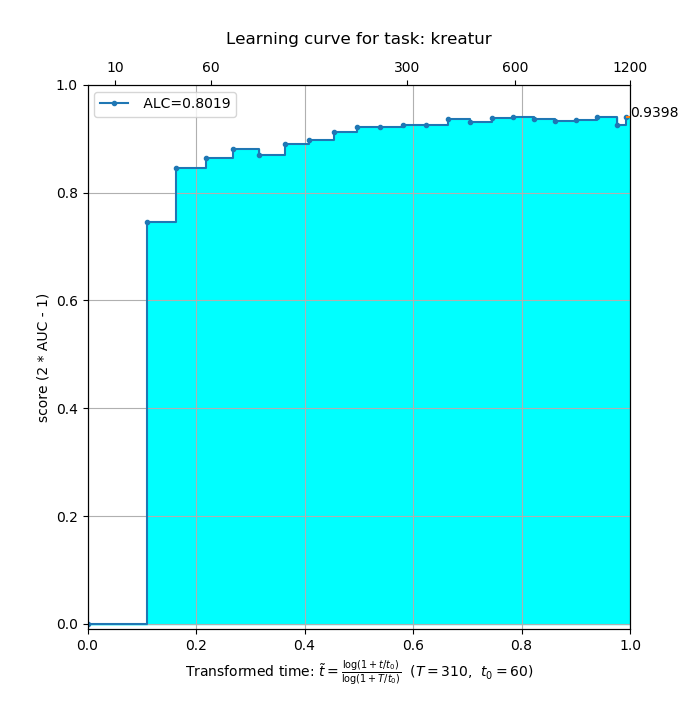 Learning curve for task: kreatur
10 60 300 600 1200
1.0
ALC=0.8019
0.9398
0.8
0.6
score (2 * AUC - 1)
0.4
0.2
0.0
0.0 0.2 0.4 0.6 0.8 1.0
Transformed time: t̃ = log(1 + t/t₀) / log(1 + T/t₀) (T = 310, t₀ = 60)